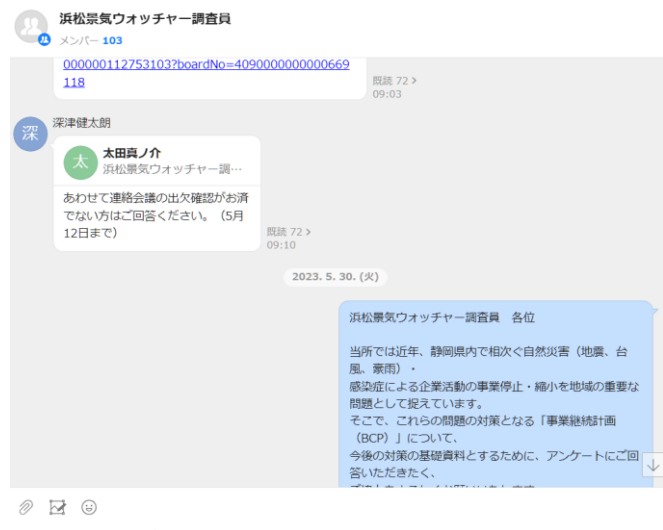 浜松景気ウォッチャー調査員
メンバー 103
000000112753103?boardNo=4090000000000669
118
既読 72
09:03
深
深津健太朗
太
太田真ノ介
浜松景気ウォッチャー調…
あわせて連絡会議の出欠確認がお済
でない方はご回答ください。（5月
12日まで）
既読 72
09:10
2023. 5. 30. (火)
浜松景気ウォッチャー調査員　各位
当所では近年、静岡県内で相次ぐ自然災害（地震、台
風、豪雨）・
感染症による企業活動の事業停止・縮小を地域の重要な
問題として捉えています。
そこで、これらの問題の対策となる「事業継続計画
（BCP）」について、
今後の対策の基礎資料とするために、アンケートにご回
答いただきたく、